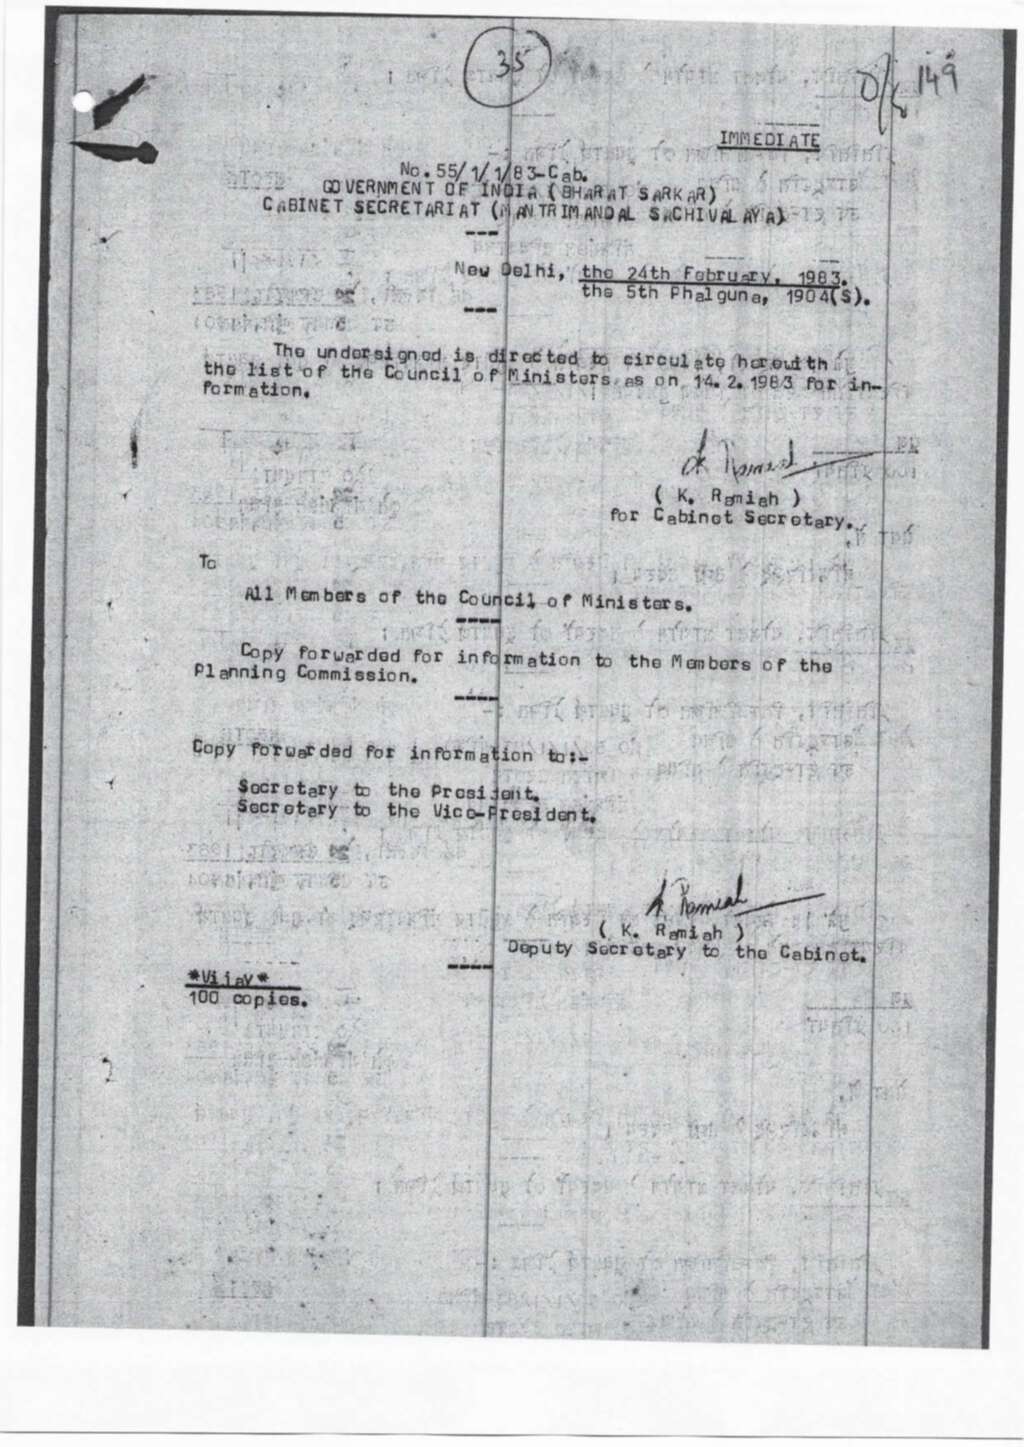 35
149
IMMEDIATE
No.55/1/1/83-Cab.
GOVERNMENT OF INDIA (BHARAT SARKAR)
CABINET SECRETARIAT (MANTRIMANDAL SACHIVALAYA)
New Delhi, the 24th February, 1983.
the 5th Phalguna, 1904(S).
The undersigned is directed to circulate herewith
the list of the Council of Ministers as on 14.2.1983 for in-
formation.
K Ramiah
( K. Ramiah )
for Cabinet Secretary.
To
All Members of the Council of Ministers.
Copy forwarded for information to the Members of the
Planning Commission.
Copy forwarded for information to:-
Secretary to the President.
Secretary to the Vice-President.
K Ramiah
( K. Ramiah )
Deputy Secretary to the Cabinet.
*Vijay*
100 copies.